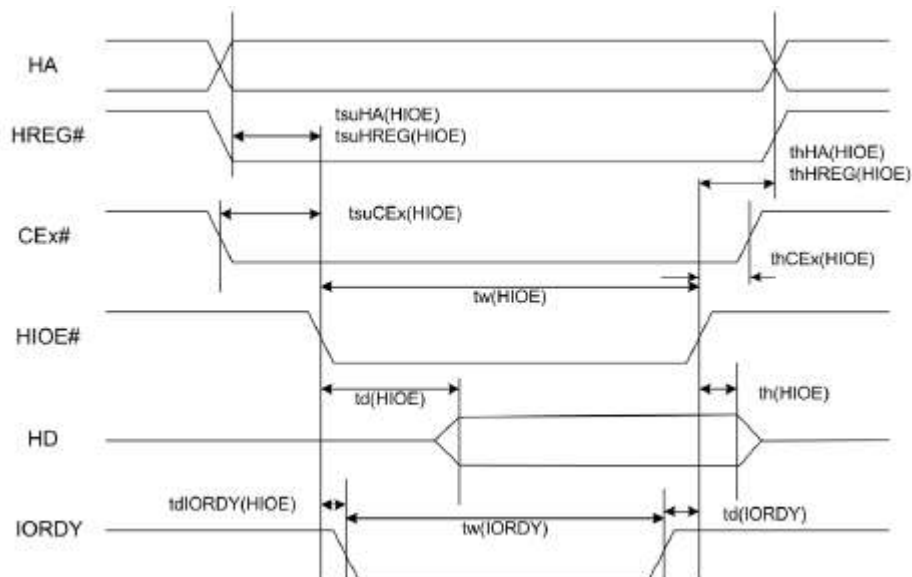 HA
HREG#
tsuHA(HIOE)
tsuHREG(HIOE)
thHA(HIOE)
thHREG(HIOE)
CEx#
tsuCEx(HIOE)
thCEx(HIOE)
tw(HIOE)
HIOE#
td(HIOE)
th(HIOE)
HD
tdIORDY(HIOE)
tw(IORDY)
td(IORDY)
IORDY